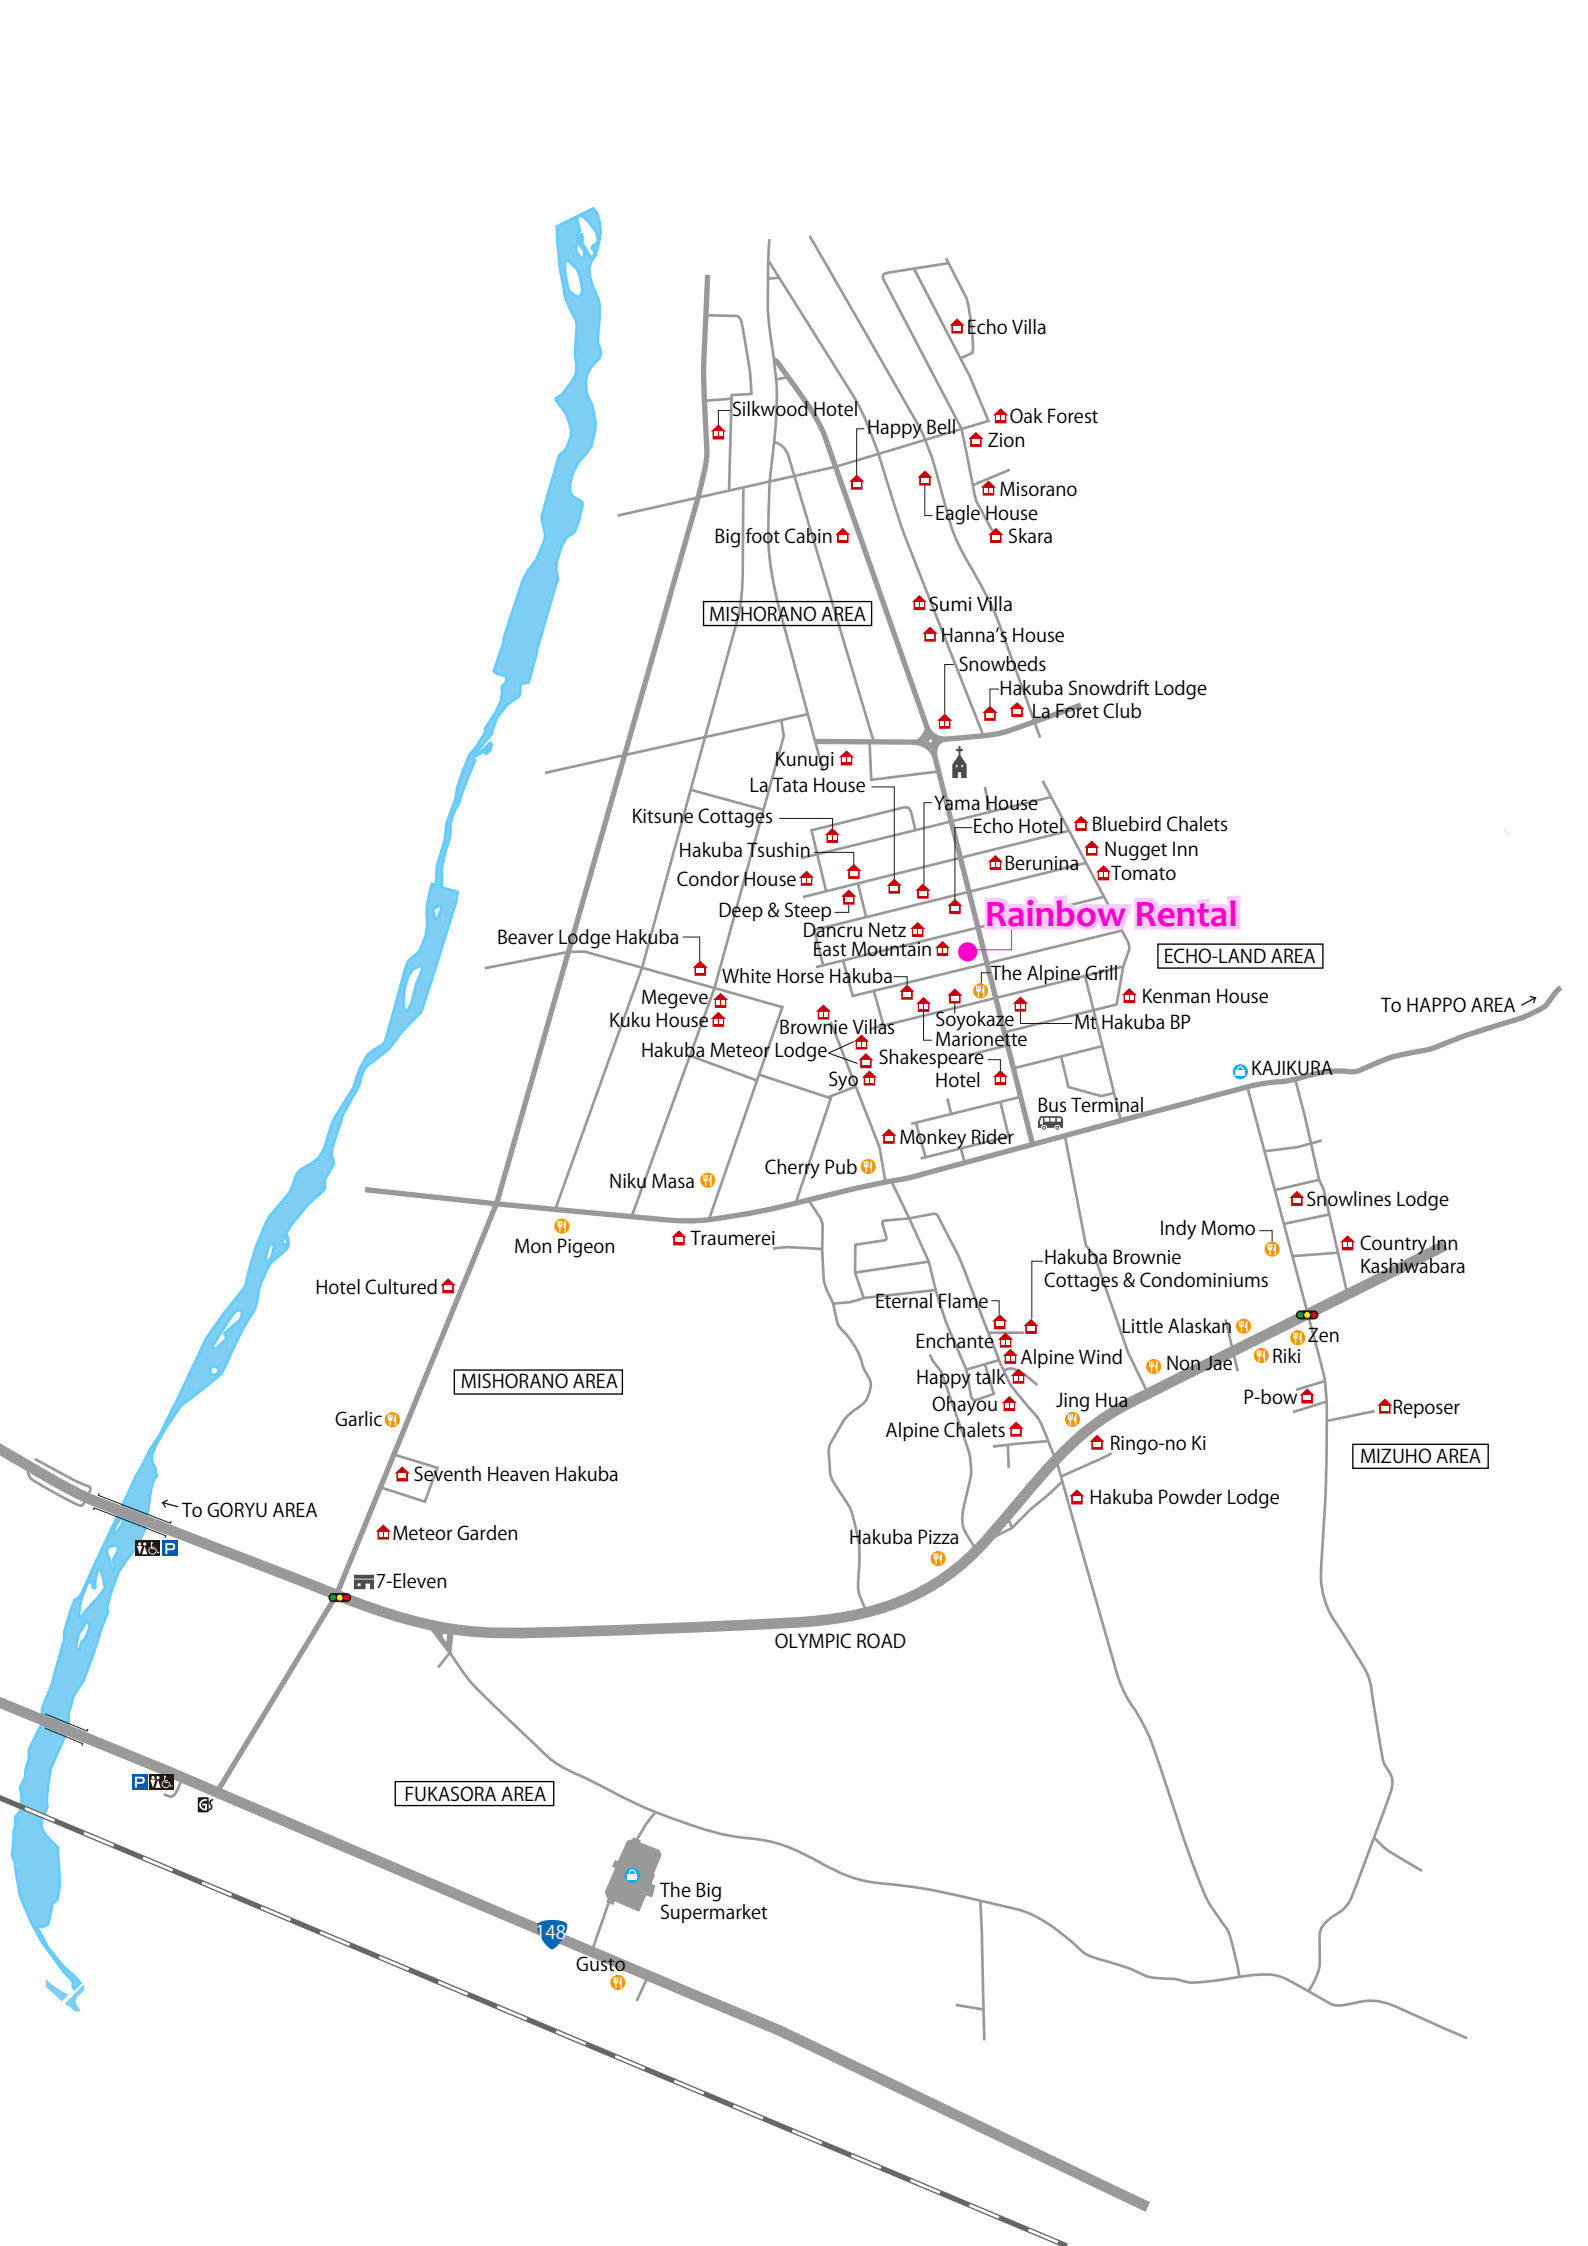 Echo Villa
Silkwood Hotel
Oak Forest
Happy Bell
Zion
Misorano
Eagle House
Big foot Cabin
Skara
Sumi Villa
MISHORANO AREA
Hanna's House
Snowbeds
Hakuba Snowdrift Lodge
La Foret Club
Kunugi
La Tata House
Yama House
Kitsune Cottages
Echo Hotel
Bluebird Chalets
Hakuba Tsushin
Nugget Inn
Berunina
Condor House
Tomato
Deep & Steep
Rainbow Rental
Dancru Netz
Beaver Lodge Hakuba
East Mountain
ECHO-LAND AREA
White Horse Hakuba
The Alpine Grill
Megeve
Kenman House
To HAPPO AREA
Kuku House
Brownie Villas
Soyokaze
Mt Hakuba BP
Marionette
Hakuba Meteor Lodge
Shakespeare
Hotel
KAJIKURA
Syo
Bus Terminal
Monkey Rider
Cherry Pub
Niku Masa
Snowlines Lodge
Mon Pigeon
Traumerei
Indy Momo
Country Inn
Kashiwabara
Hakuba Brownie
Cottages & Condominiums
Hotel Cultured
Eternal Flame
Little Alaskan
Zen
Enchante
Alpine Wind
Riki
Non Jae
Happy talk
MISHORANO AREA
Ohayou
Jing Hua
P-bow
Reposer
Garlic
Alpine Chalets
Ringo-no Ki
MIZUHO AREA
Seventh Heaven Hakuba
Hakuba Powder Lodge
To GORYU AREA
Meteor Garden
Hakuba Pizza
P
7-Eleven
OLYMPIC ROAD
P
FUKASORA AREA
GS
The Big
Supermarket
148
Gusto